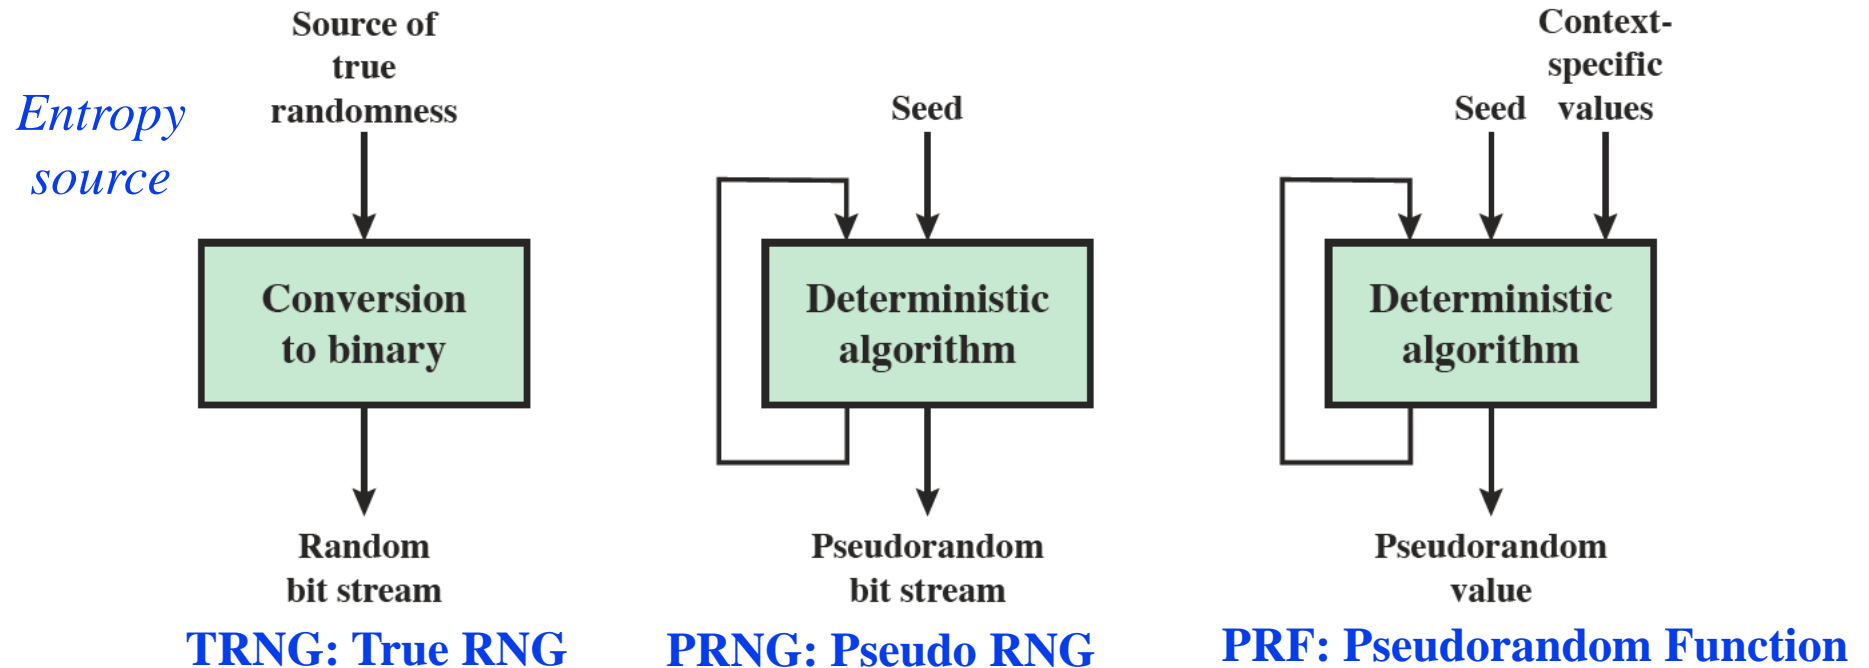 Entropy
source
Source of
true
randomness
Conversion
to binary
Random
bit stream
TRNG: True RNG
Seed
Deterministic
algorithm
Pseudorandom
bit stream
PRNG: Pseudo RNG
Seed
Context-
specific
values
Deterministic
algorithm
Pseudorandom
value
PRF: Pseudorandom Function